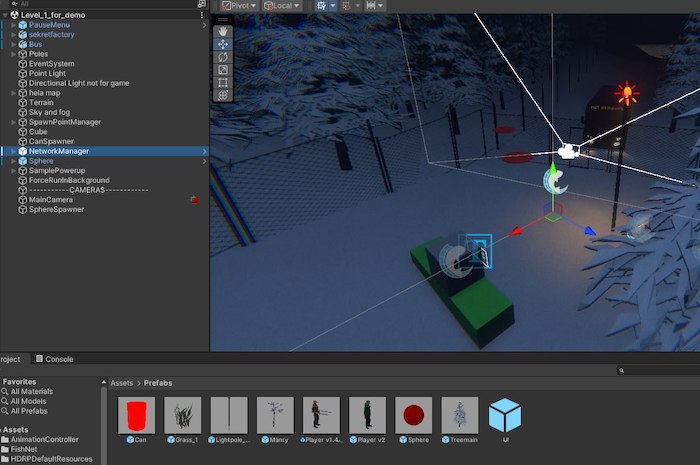 All
Pivot Local
Level_1_for_demo
PauseMenu
sekretfactory
Bus
Poles
EventSystem
Point Light
Directional Light not for game
hela map
Terrain
Sky and fog
SpawnPointManager
Cube
CanSpawner
NetworkManager
Sphere
SamplePowerup
ForceRunInBackground
-----------CAMERAS------------
MainCamera
SphereSpawner
roject Console
Favorites
All Materials
All Models
All Prefabs
Assets
AnimationController
FishNet
HDRPDefaultResources
Assets > Prefabs
Can Grass_1 Lightpole_... Mänry Player v1.4... Player v2 Sphere Treemain UI